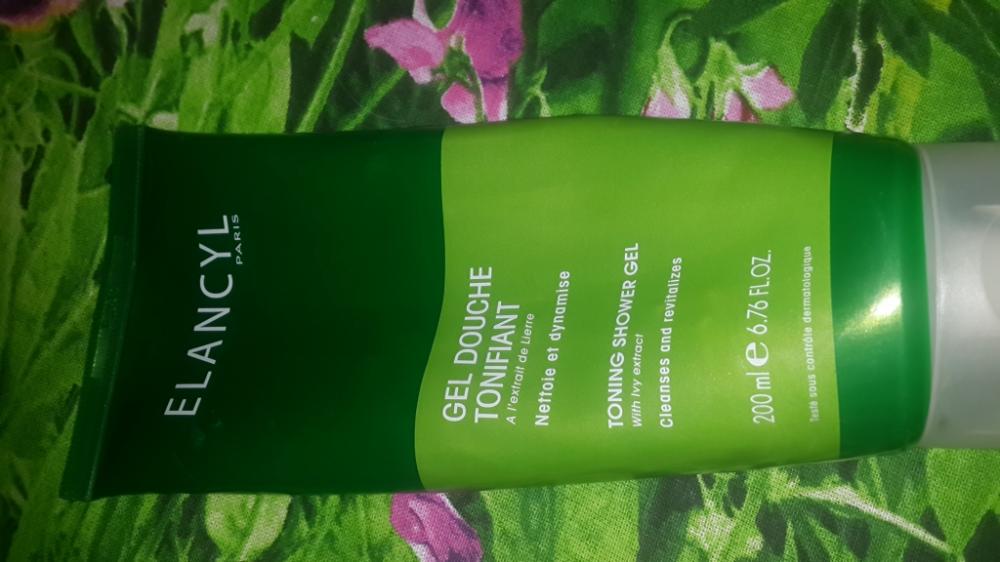 ELANCYL
PARIS
GEL DOUCHE
TONIFIANT
A l'extrait de Lierre
Nettoie et dynamise
TONING SHOWER GEL
with Ivy extract
Cleanses and revitalizes
200 ml e 6.76 FL.OZ.
Testé sous contrôle dermatologique